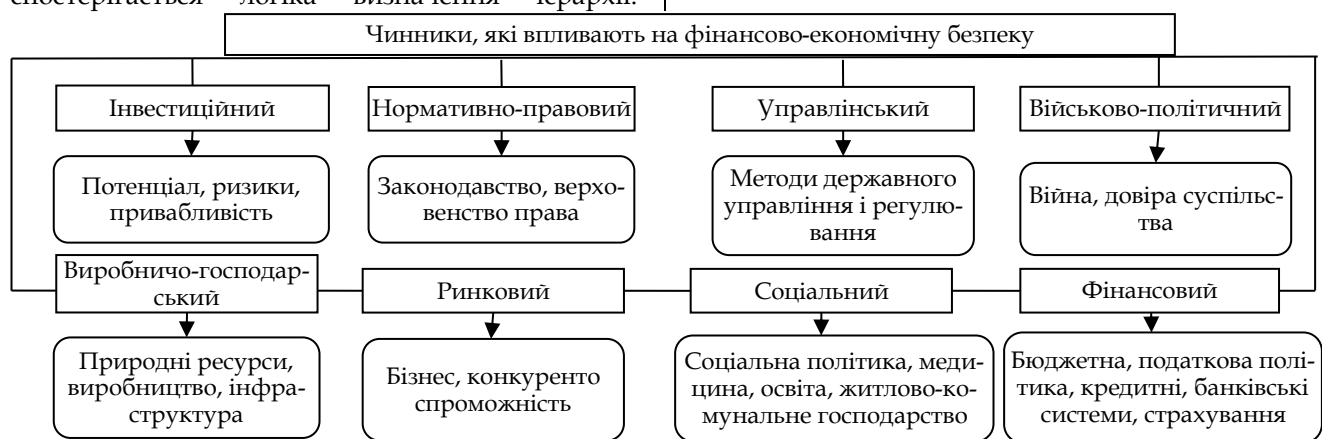 спостерігається логіка визначення ієрархії.
Чинники, які впливають на фінансово-економічну безпеку
Інвестиційний
Нормативно-правовий
Управлінський
Військово-політичний
Потенціал, ризики,
привабливість
Законодавство, верхо-
венство права
Методи державного
управління і регулю-
вання
Війна, довіра суспільс-
тва
Виробничо-господар-
ський
Ринковий
Соціальний
Фінансовий
Природні ресурси,
виробництво, інфра-
структура
Бізнес, конкуренто
спроможність
Соціальна політика, меди-
цина, освіта, житлово-ко-
мунальне господарство
Бюджетна, податкова полі-
тика, кредитні, банківські
системи, страхування